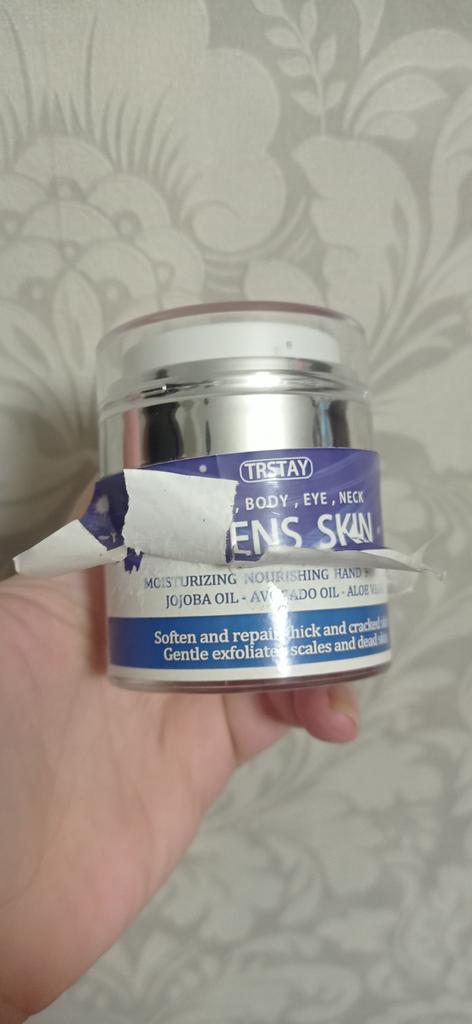 TRSTAY
, BODY , EYE , NECK
ENS SKIN
MOISTURIZING NOURISHING HAND
JOJOBA OIL - AVOCADO OIL - ALOE
Soften and repair thick and cracked
Gentle exfoliates scales and dead